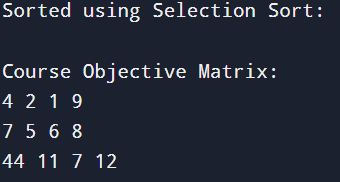 Sorted using Selection Sort:
Course Objective Matrix:
4 2 1 9
7 5 6 8
44 11 7 12